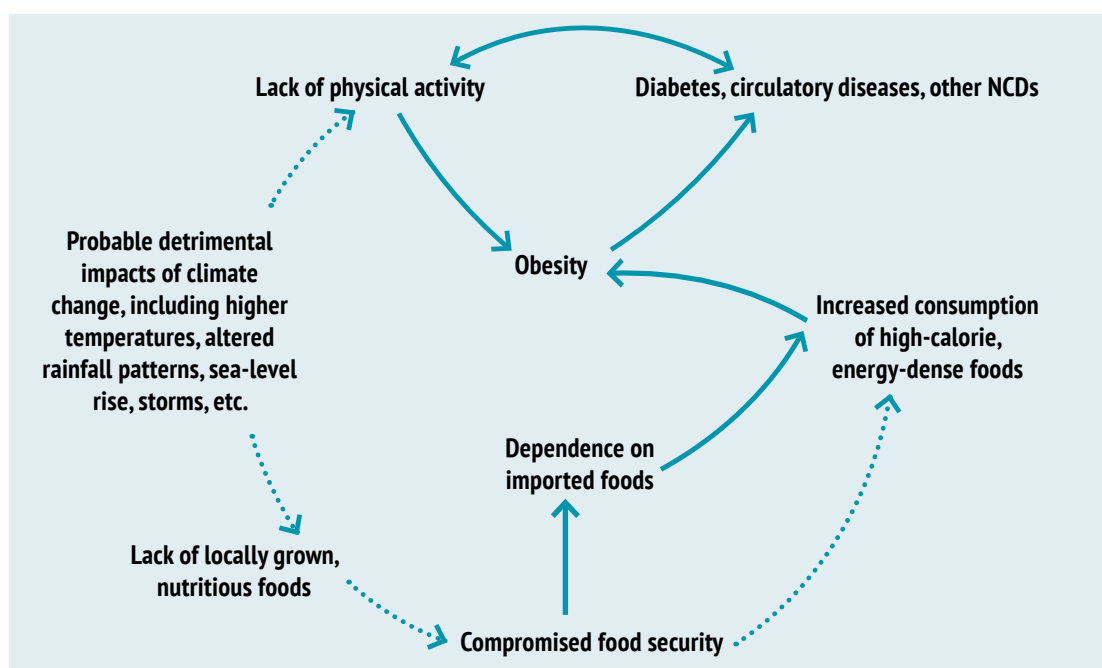 Lack of physical activity
Diabetes, circulatory diseases, other NCDs
Probable detrimental
impacts of climate
change, including higher
temperatures, altered
rainfall patterns, sea-level
rise, storms, etc.
Obesity
Increased consumption
of high-calorie,
energy-dense foods
Dependence on
imported foods
Lack of locally grown,
nutritious foods
Compromised food security